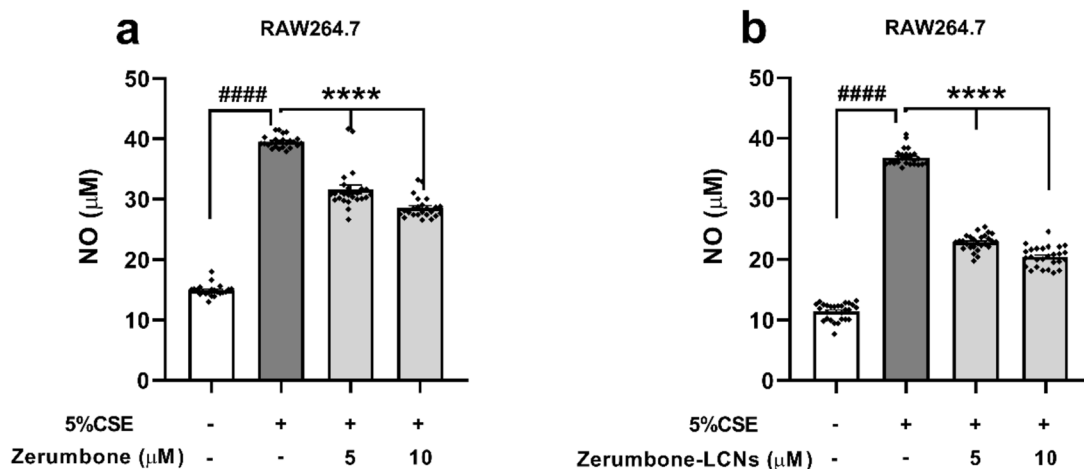 a
RAW264.7
50
40
30
20
10
0
NO (μM)
####
****
5%CSE - + + +
Zerumbone (μM) - - 5 10
b
RAW264.7
50
40
30
20
10
0
NO (μM)
####
****
5%CSE - + + +
Zerumbone-LCNs (μM) - - 5 10